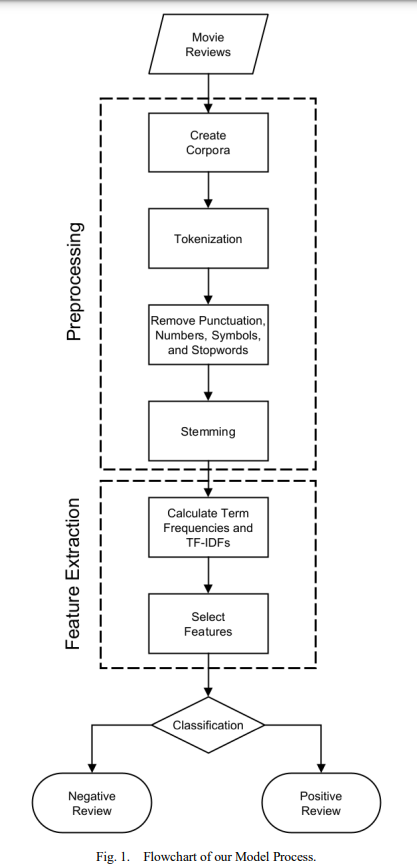 Movie
Reviews
Preprocessing
Create
Corpora
Tokenization
Remove Punctuation,
Numbers, Symbols,
and Stopwords
Stemming
Feature Extraction
Calculate Term
Frequencies and
TF-IDFs
Select
Features
Classification
Negative
Review
Positive
Review
Fig. 1. Flowchart of our Model Process.